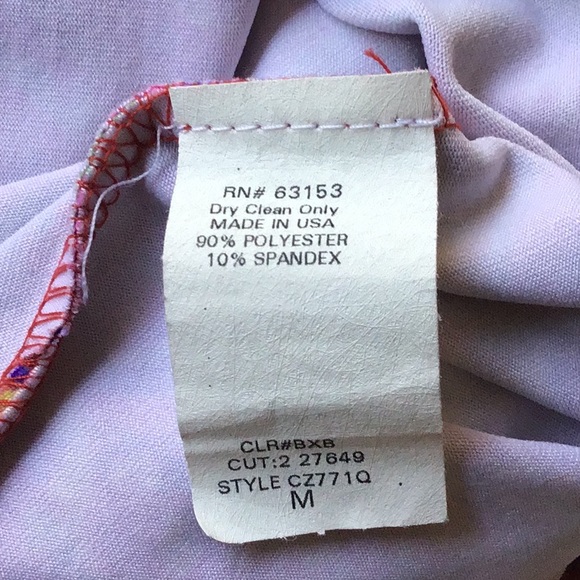 RN# 63153
Dry Clean Only
MADE IN USA
90% POLYESTER
10% SPANDEX
CLR#BXB
CUT:2 27649
STYLE CZ771Q
M